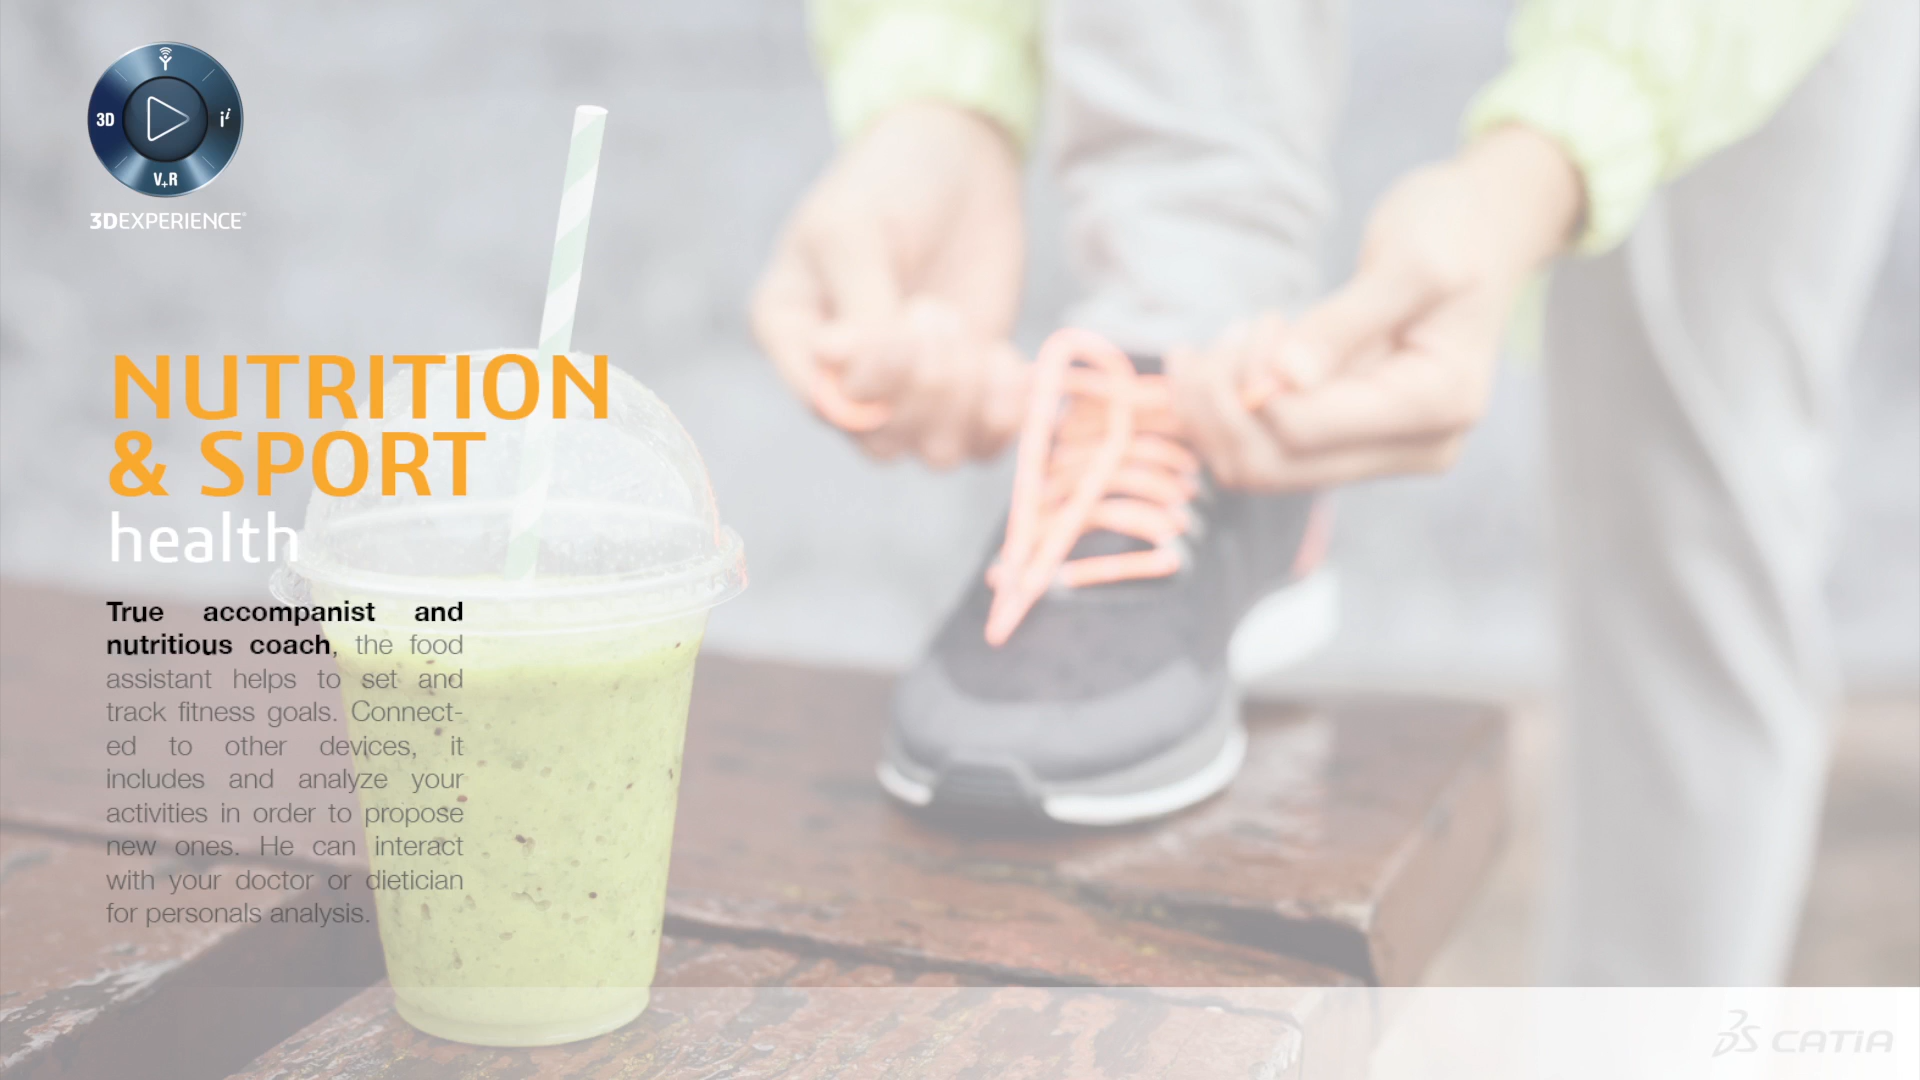 3D
i i
V+R
3DEXPERIENCE®
NUTRITION
& SPORT
health
True accompanist and
nutritious coach, the food
assistant helps to set and
track fitness goals. Connect-
ed to other devices, it
includes and analyze your
activities in order to propose
new ones. He can interact
with your doctor or dietician
for personals analysis.
3DS CATIA